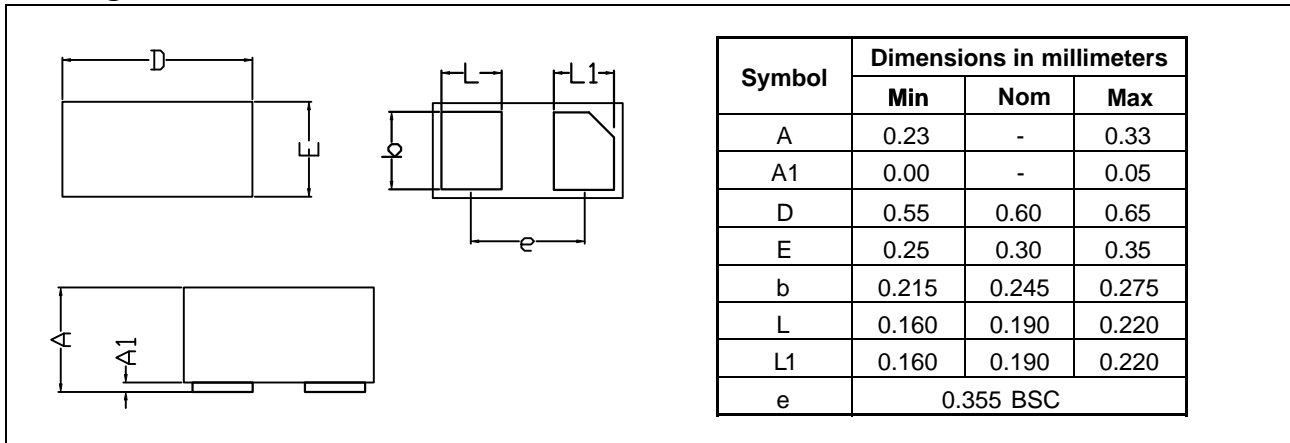 D
E
L
L1
b
e
A
A1
Symbol Dimensions in millimeters
Min Nom Max
A 0.23 - 0.33
A1 0.00 - 0.05
D 0.55 0.60 0.65
E 0.25 0.30 0.35
b 0.215 0.245 0.275
L 0.160 0.190 0.220
L1 0.160 0.190 0.220
e 0.355 BSC